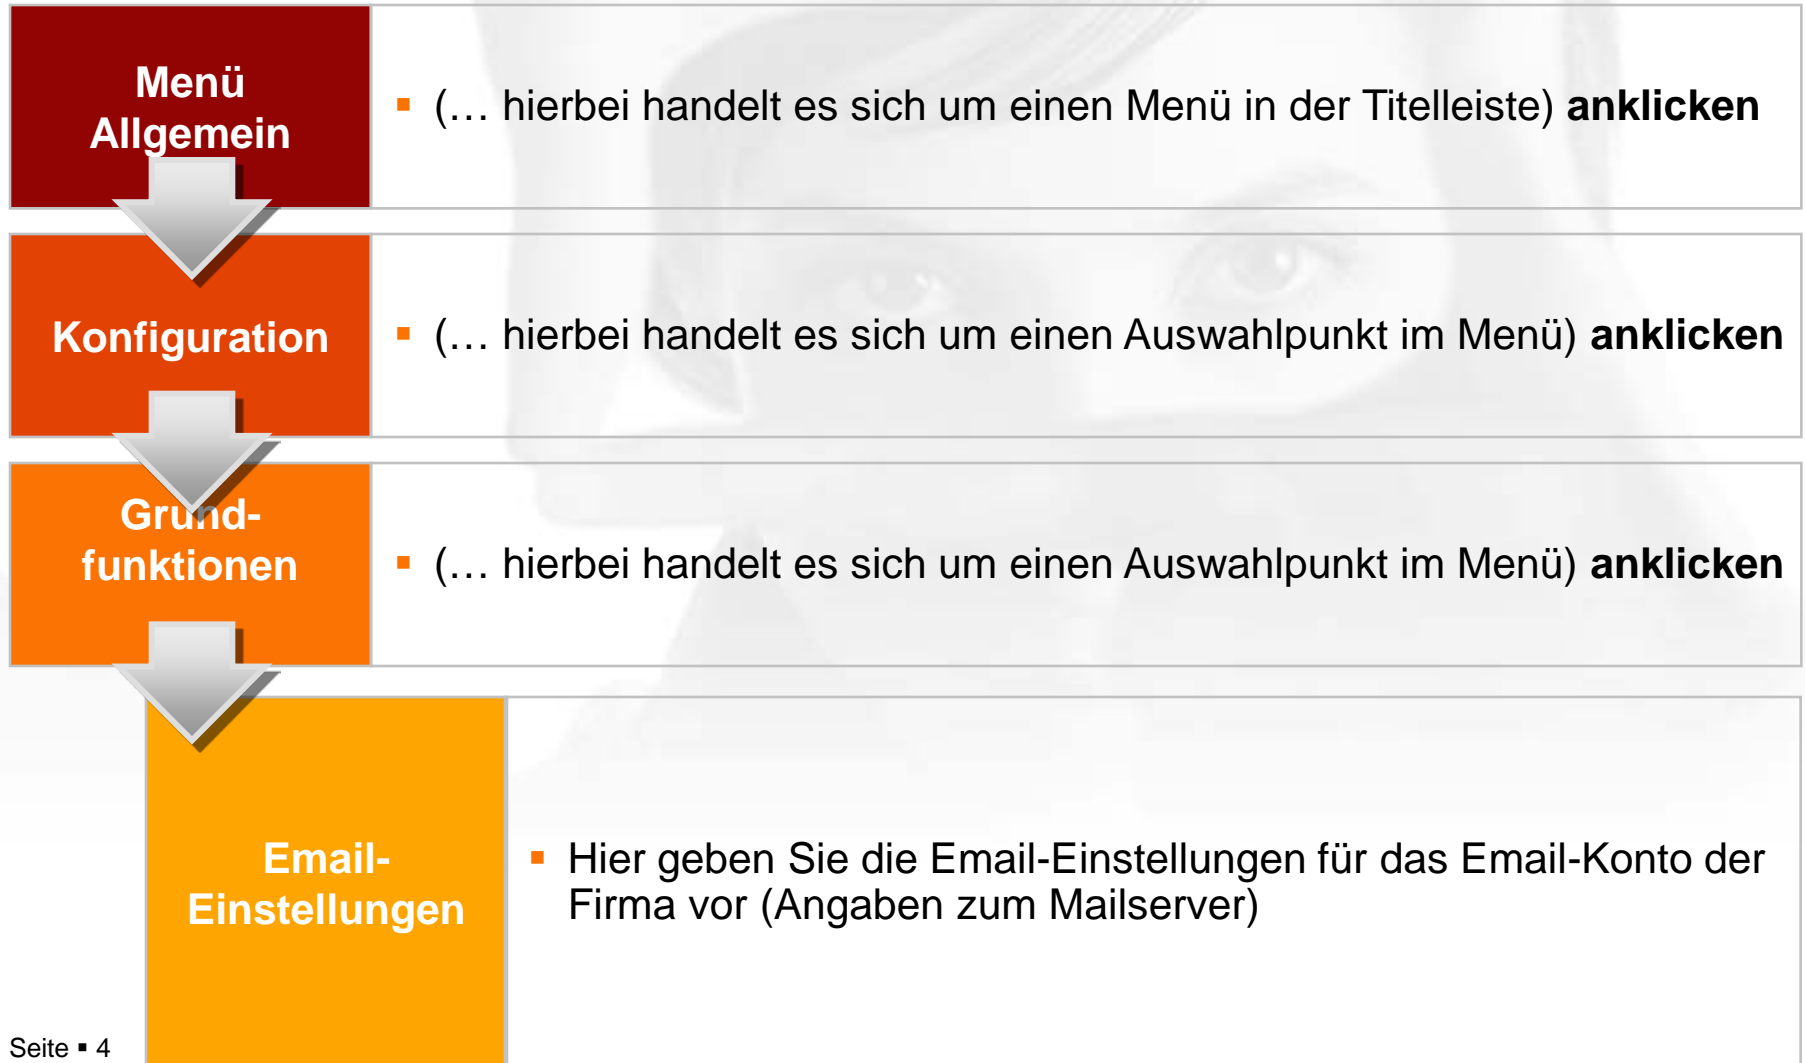 Menü
Allgemein
▪ (… hierbei handelt es sich um einen Menü in der Titelleiste) anklicken
Konfiguration
▪ (… hierbei handelt es sich um einen Auswahlpunkt im Menü) anklicken
Grund-
funktionen
▪ (… hierbei handelt es sich um einen Auswahlpunkt im Menü) anklicken
Email-
Einstellungen
▪ Hier geben Sie die Email-Einstellungen für das Email-Konto der
Firma vor (Angaben zum Mailserver)
Seite ▪ 4